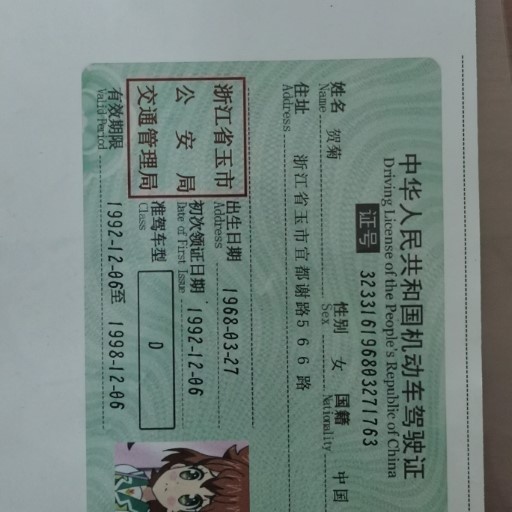 中华人民共和国机动车驾驶证
Driving License of the People's Republic of China
证号 323316196803271763
姓名 贺菊 性别 女 国籍 中国
Name Sex Nationality
住址 浙江省玉市宜都谢路566路
Address
浙江省玉市
公安局
交通管理局
出生日期 1968-03-27
Address
初次领证日期 1992-12-06
Date of First Issue
准驾车型 D
Class
有效期限 1992-12-06至 1998-12-06
Valid Period